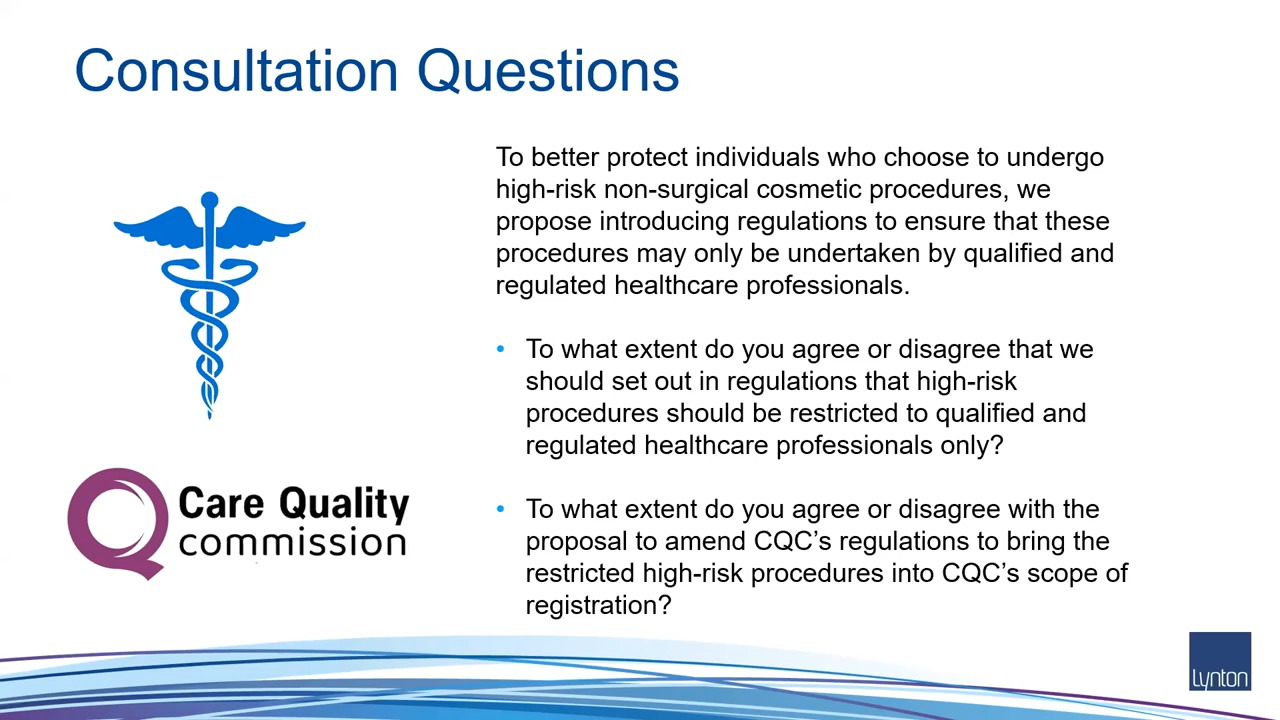 Consultation Questions
To better protect individuals who choose to undergo
high-risk non-surgical cosmetic procedures, we
propose introducing regulations to ensure that these
procedures may only be undertaken by qualified and
regulated healthcare professionals.
• To what extent do you agree or disagree that we
should set out in regulations that high-risk
procedures should be restricted to qualified and
regulated healthcare professionals only?
• To what extent do you agree or disagree with the
proposal to amend CQC’s regulations to bring the
restricted high-risk procedures into CQC’s scope of
registration?
Care Quality
Commission
Lynton